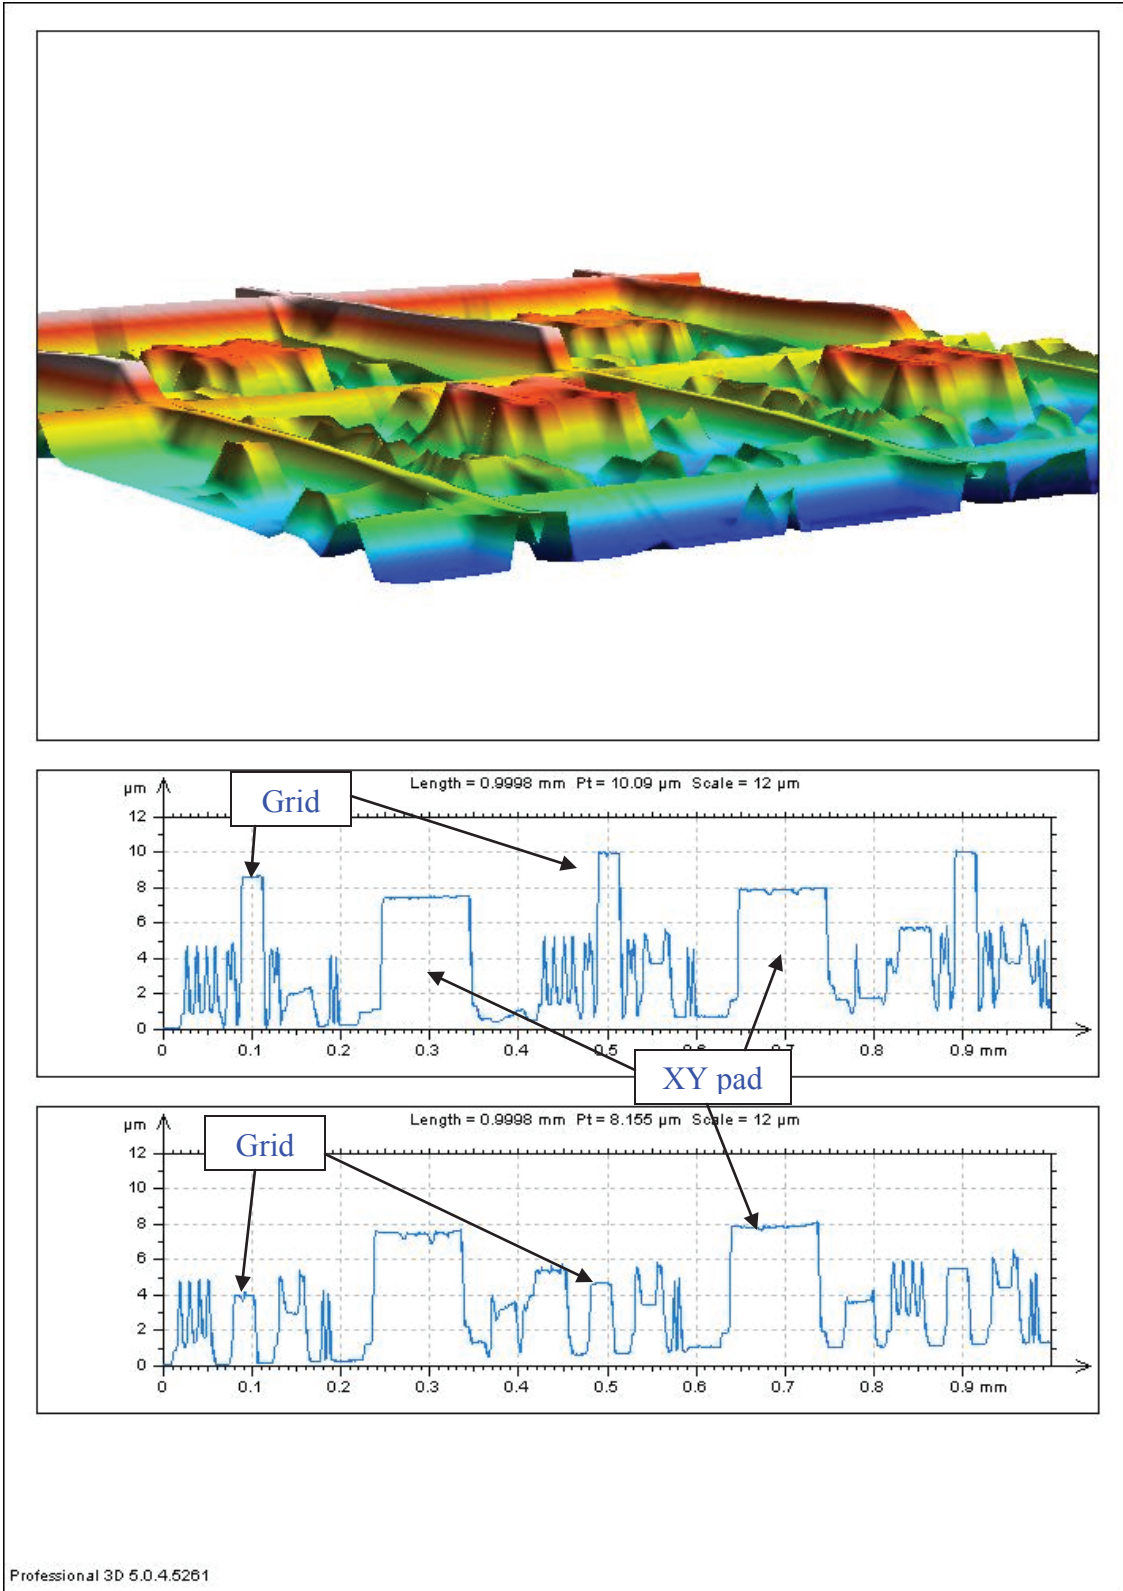 Length = 0.9998 mm  Pt = 10.09 µm  Scale = 12 µm
µm
Grid
12
10
8
6
4
2
0
0 0.1 0.2 0.3 0.4 0.5 0.6 0.7 0.8 0.9 mm
XY pad
Length = 0.9998 mm  Pt = 8.155 µm  Scale = 12 µm
µm
Grid
12
10
8
6
4
2
0
0 0.1 0.2 0.3 0.4 0.5 0.6 0.7 0.8 0.9 mm
Professional 3D 5.0.4.5261